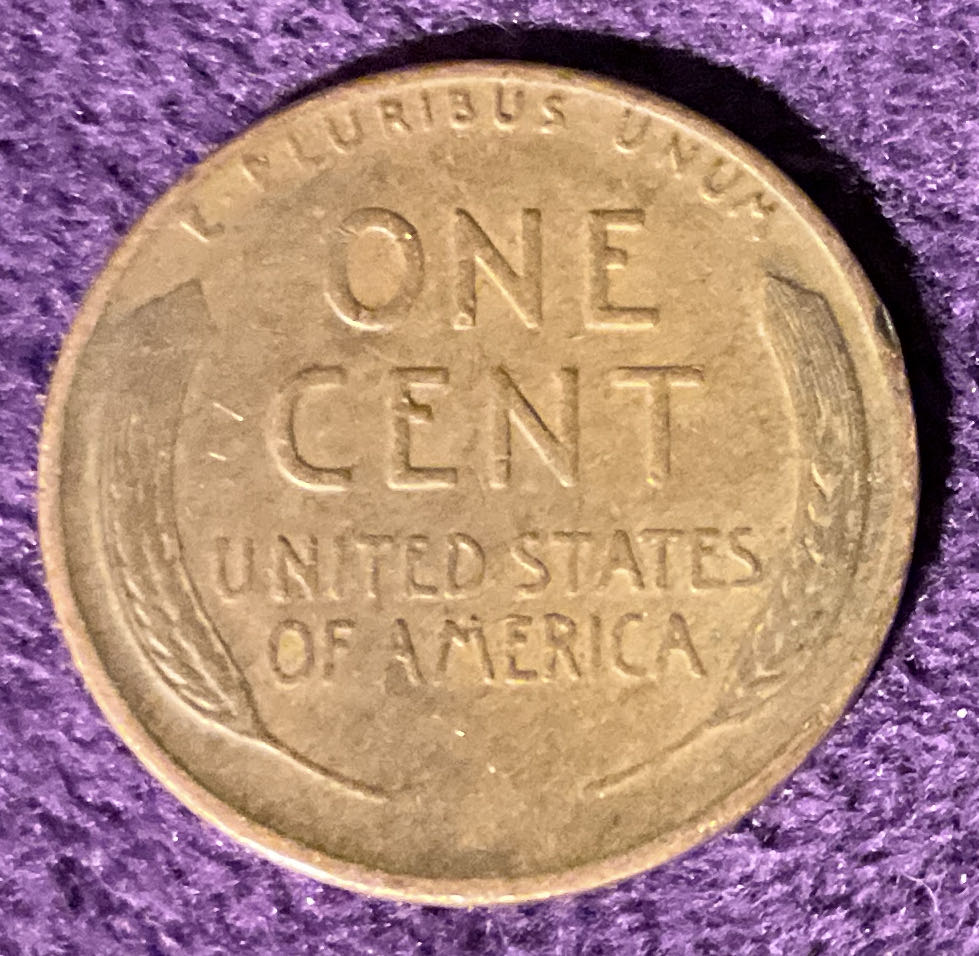 E·PLURIBUS UNUM
ONE
CENT
UNITED STATES
OF AMERICA